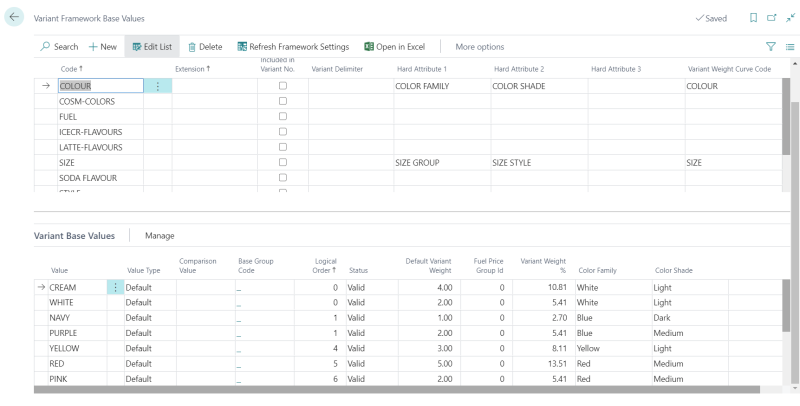 Variant Framework Base Values
Saved
Search New Edit List Delete Refresh Framework Settings Open in Excel More options
Code ↑ Extension ↑ Included in Variant No. Variant Delimiter Hard Attribute 1 Hard Attribute 2 Hard Attribute 3 Variant Weight Curve Code
COLOUR COLOR FAMILY COLOR SHADE COLOUR
COSM-COLORS
FUEL
ICECR-FLAVOURS
LATTE-FLAVOURS
SIZE SIZE GROUP SIZE STYLE SIZE
SODA FLAVOUR
STYLE
Variant Base Values Manage
Value Value Type Comparison Value Base Group Code Logical Order ↑ Status Default Variant Weight Fuel Price Group Id Variant Weight % Color Family Color Shade
CREAM Default _ 0 Valid 4.00 0 10.81 White Light
WHITE Default _ 0 Valid 2.00 0 5.41 White Light
NAVY Default _ 1 Valid 1.00 0 2.70 Blue Dark
PURPLE Default _ 1 Valid 2.00 0 5.41 Blue Medium
YELLOW Default _ 4 Valid 3.00 0 8.11 Yellow Light
RED Default _ 5 Valid 5.00 0 13.51 Red Medium
PINK Default _ 6 Valid 2.00 0 5.41 Red Medium